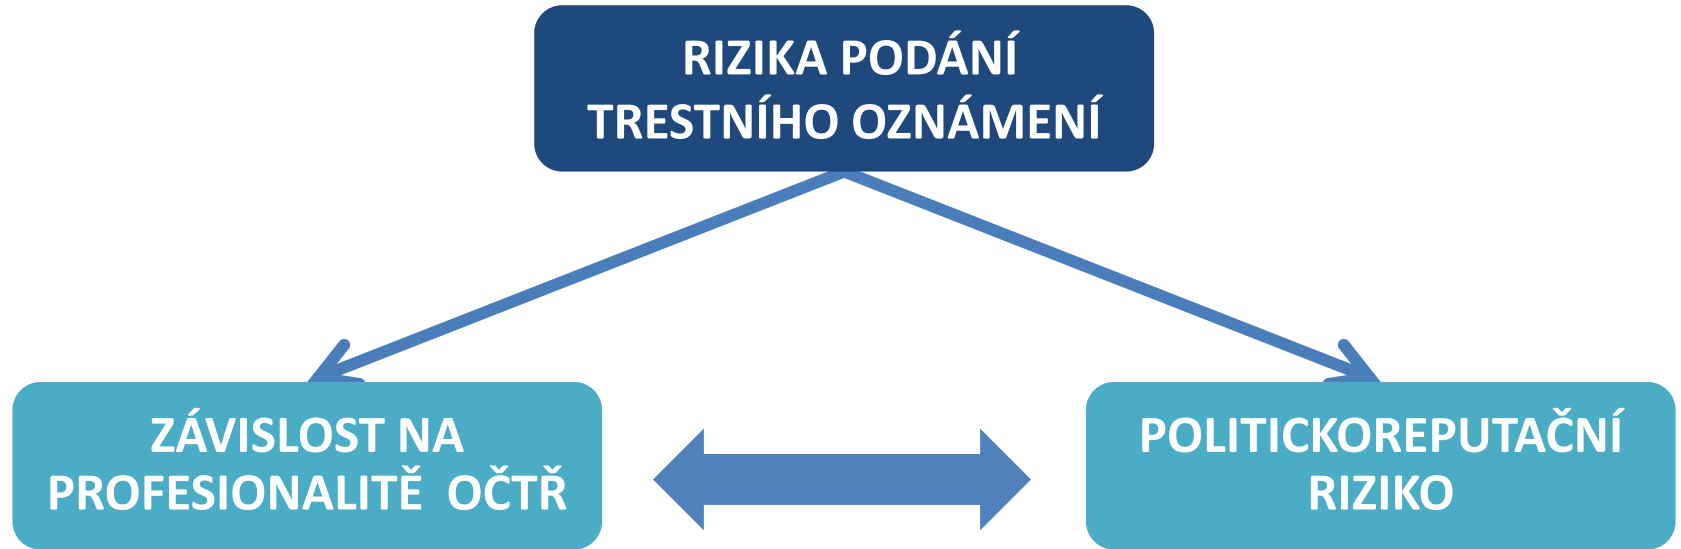 RIZIKA PODÁNÍ
TRESTNÍHO OZNÁMENÍ
ZÁVISLOST NA
PROFESIONALITĚ OČTŘ
POLITICKOREPUTAČNÍ
RIZIKO